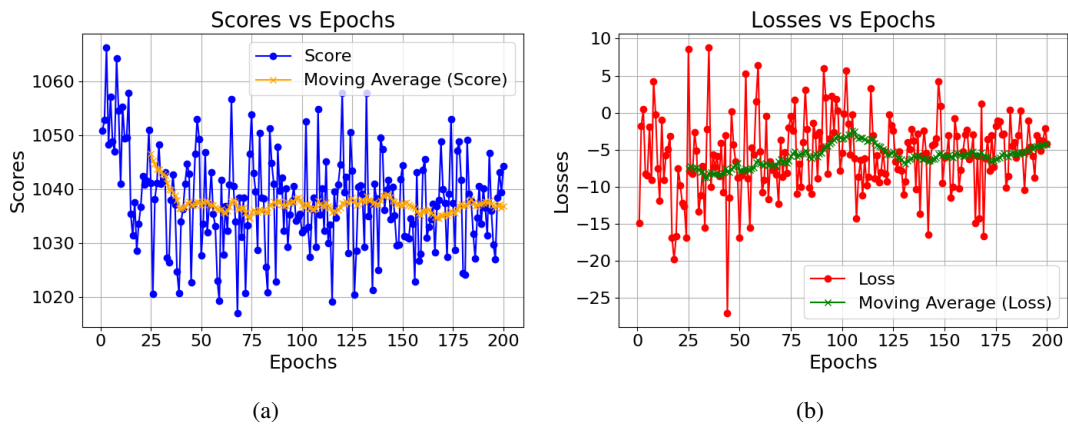 Scores vs Epochs
Score
Moving Average (Score)
Scores
1060
1050
1040
1030
1020
0 25 50 75 100 125 150 175 200
Epochs
(a)
Losses vs Epochs
Losses
10
5
0
−5
−10
−15
−20
−25
Loss
Moving Average (Loss)
0 25 50 75 100 125 150 175 200
Epochs
(b)